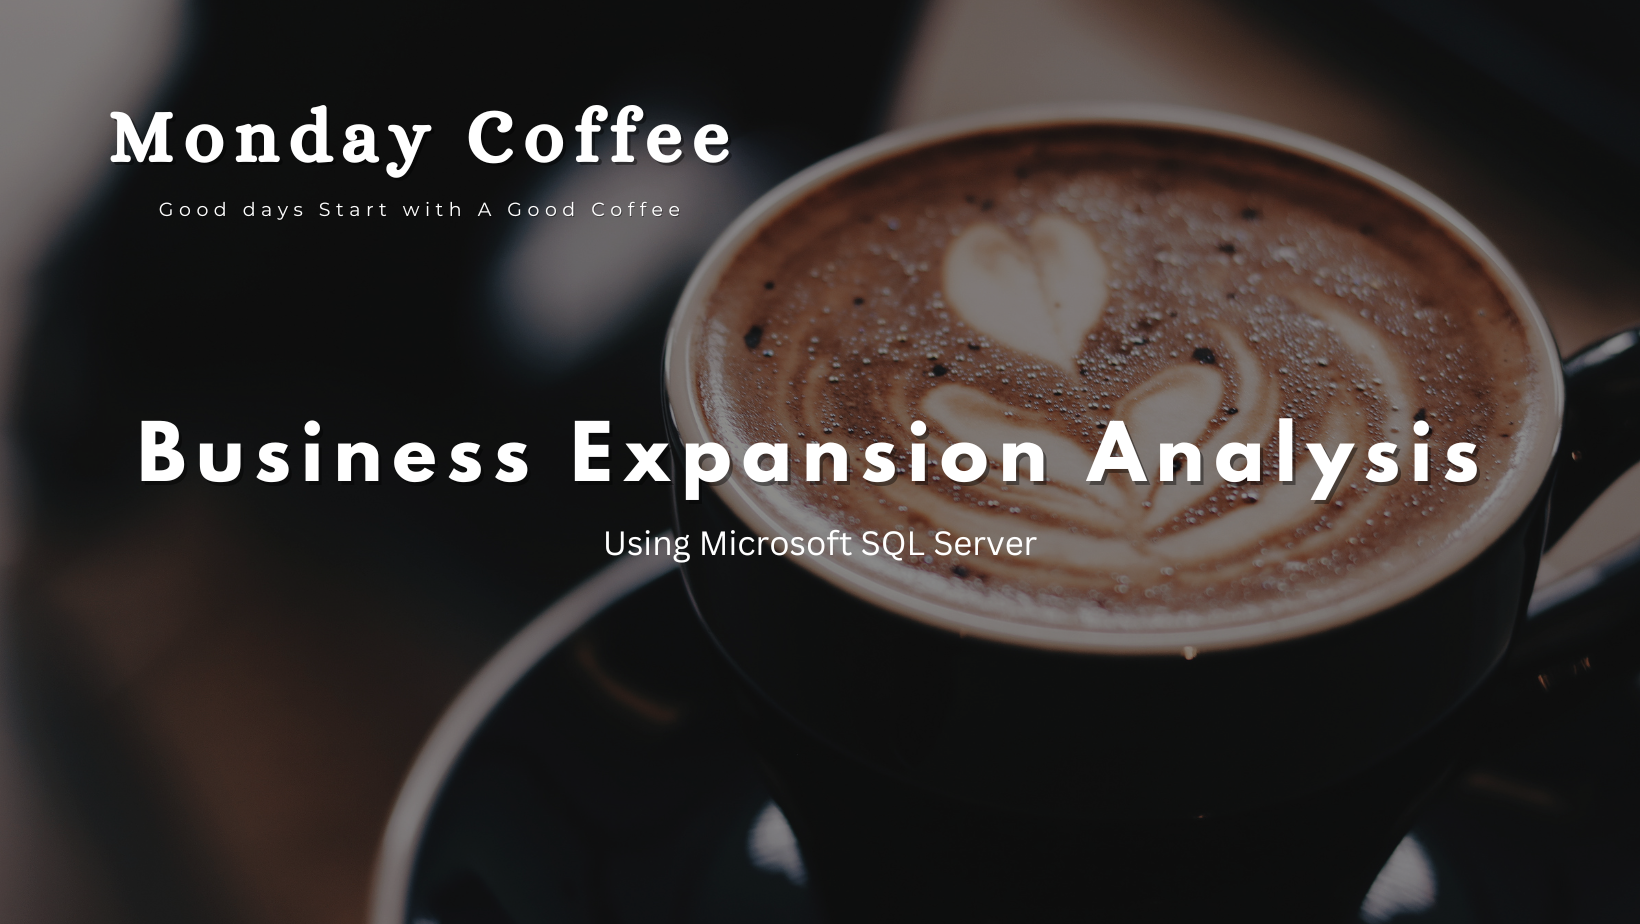 Monday Coffee
Good days Start with A Good Coffee
Business Expansion Analysis
Using Microsoft SQL Server